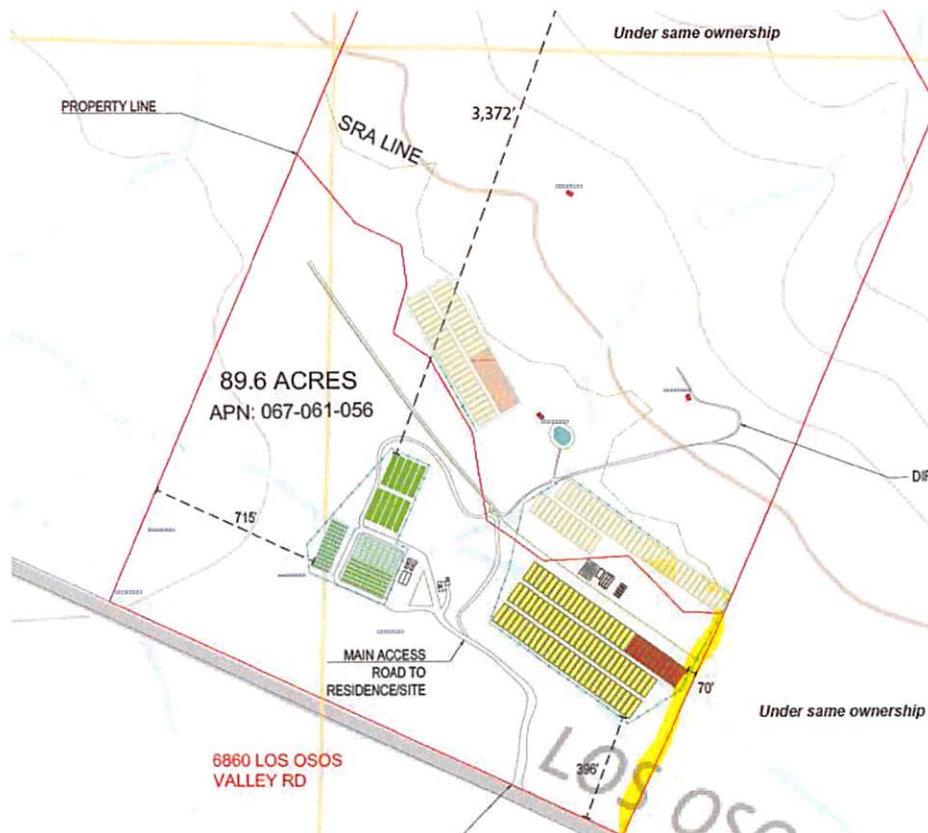 Under same ownership
PROPERTY LINE
3,372'
SRA LINE
89.6 ACRES
APN: 067-061-056
DIR
715'
MAIN ACCESS
ROAD TO
RESIDENCE/SITE
70'
Under same ownership
6860 LOS OSOS
VALLEY RD
396'
LOS OSO